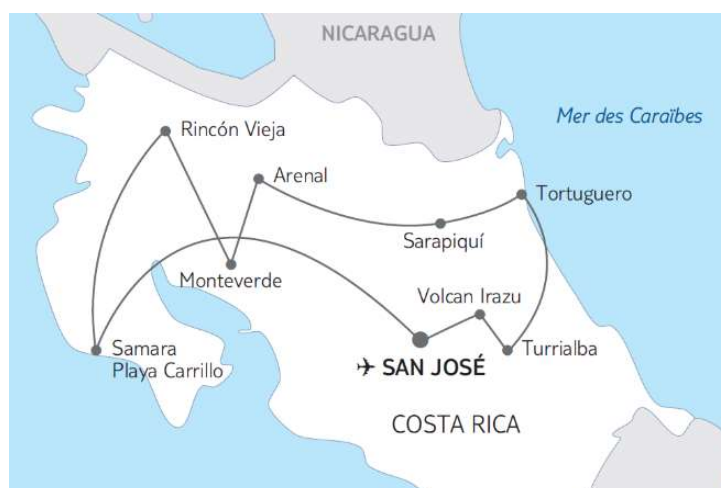 NICARAGUA
Mer des Caraïbes
Rincón Vieja
Arenal
Tortuguero
Sarapiquí
Monteverde
Volcan Irazu
Samara
Playa Carrillo
Turrialba
SAN JOSÉ
COSTA RICA